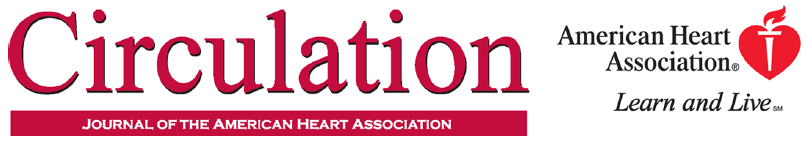 Circulation
JOURNAL OF THE AMERICAN HEART ASSOCIATION
American Heart
Association®
Learn and Live℠